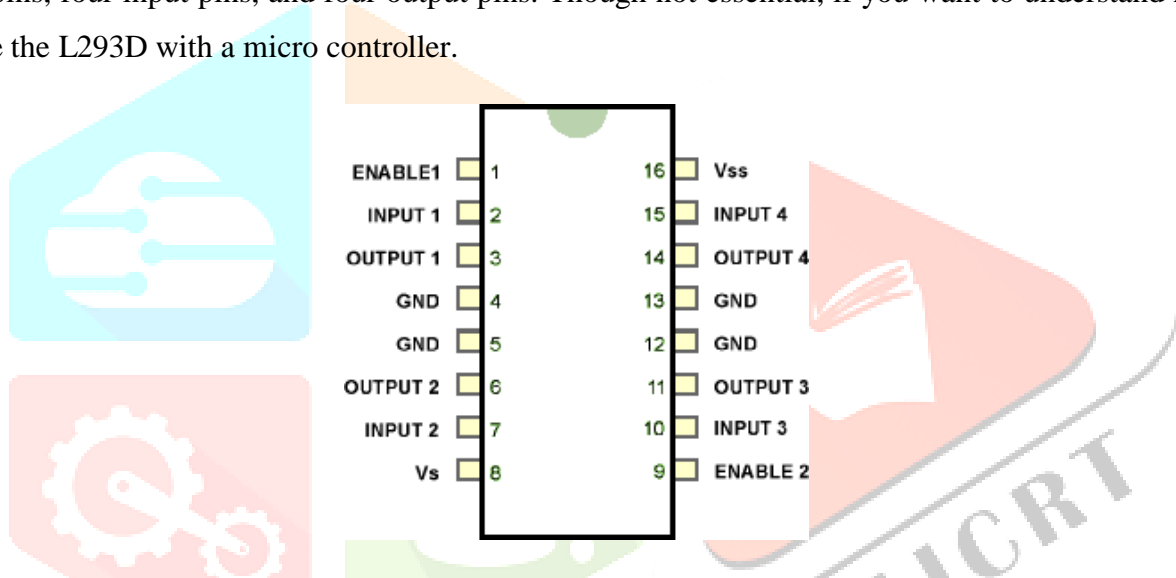 four input pins, and four output pins. Though not essential, if you want to understand
the L293D with a micro controller.
ENABLE1 1 16 Vss
INPUT 1 2 15 INPUT 4
OUTPUT 1 3 14 OUTPUT 4
GND 4 13 GND
GND 5 12 GND
OUTPUT 2 6 11 OUTPUT 3
INPUT 2 7 10 INPUT 3
Vs 8 9 ENABLE 2
IJCRT